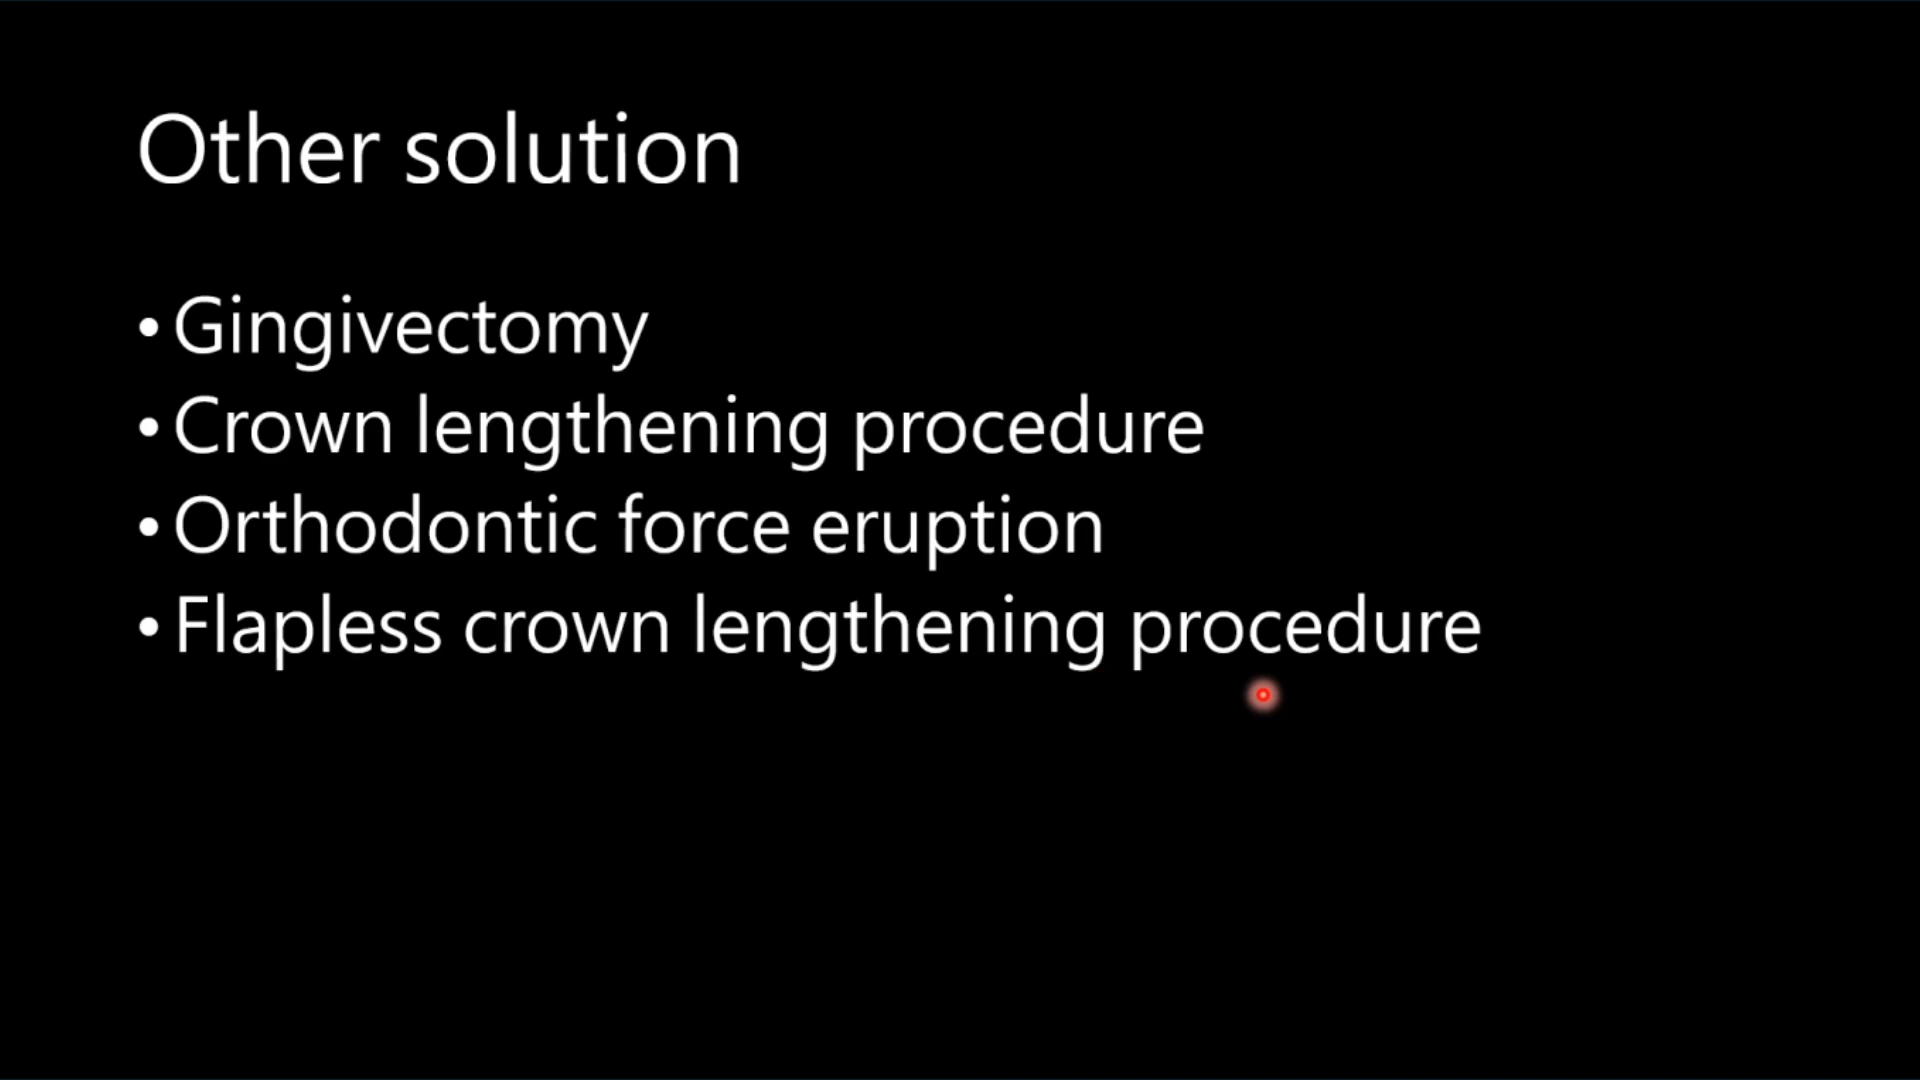 Other solution
• Gingivectomy
• Crown lengthening procedure
• Orthodontic force eruption
• Flapless crown lengthening procedure